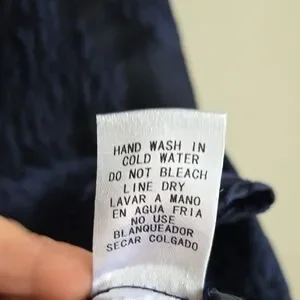 HAND WASH IN
COLD WATER
DO NOT BLEACH
LINE DRY
LAVAR A MANO
EN AGUA FRIA
NO USE
BLANQUEADOR
SECAR COLGADO